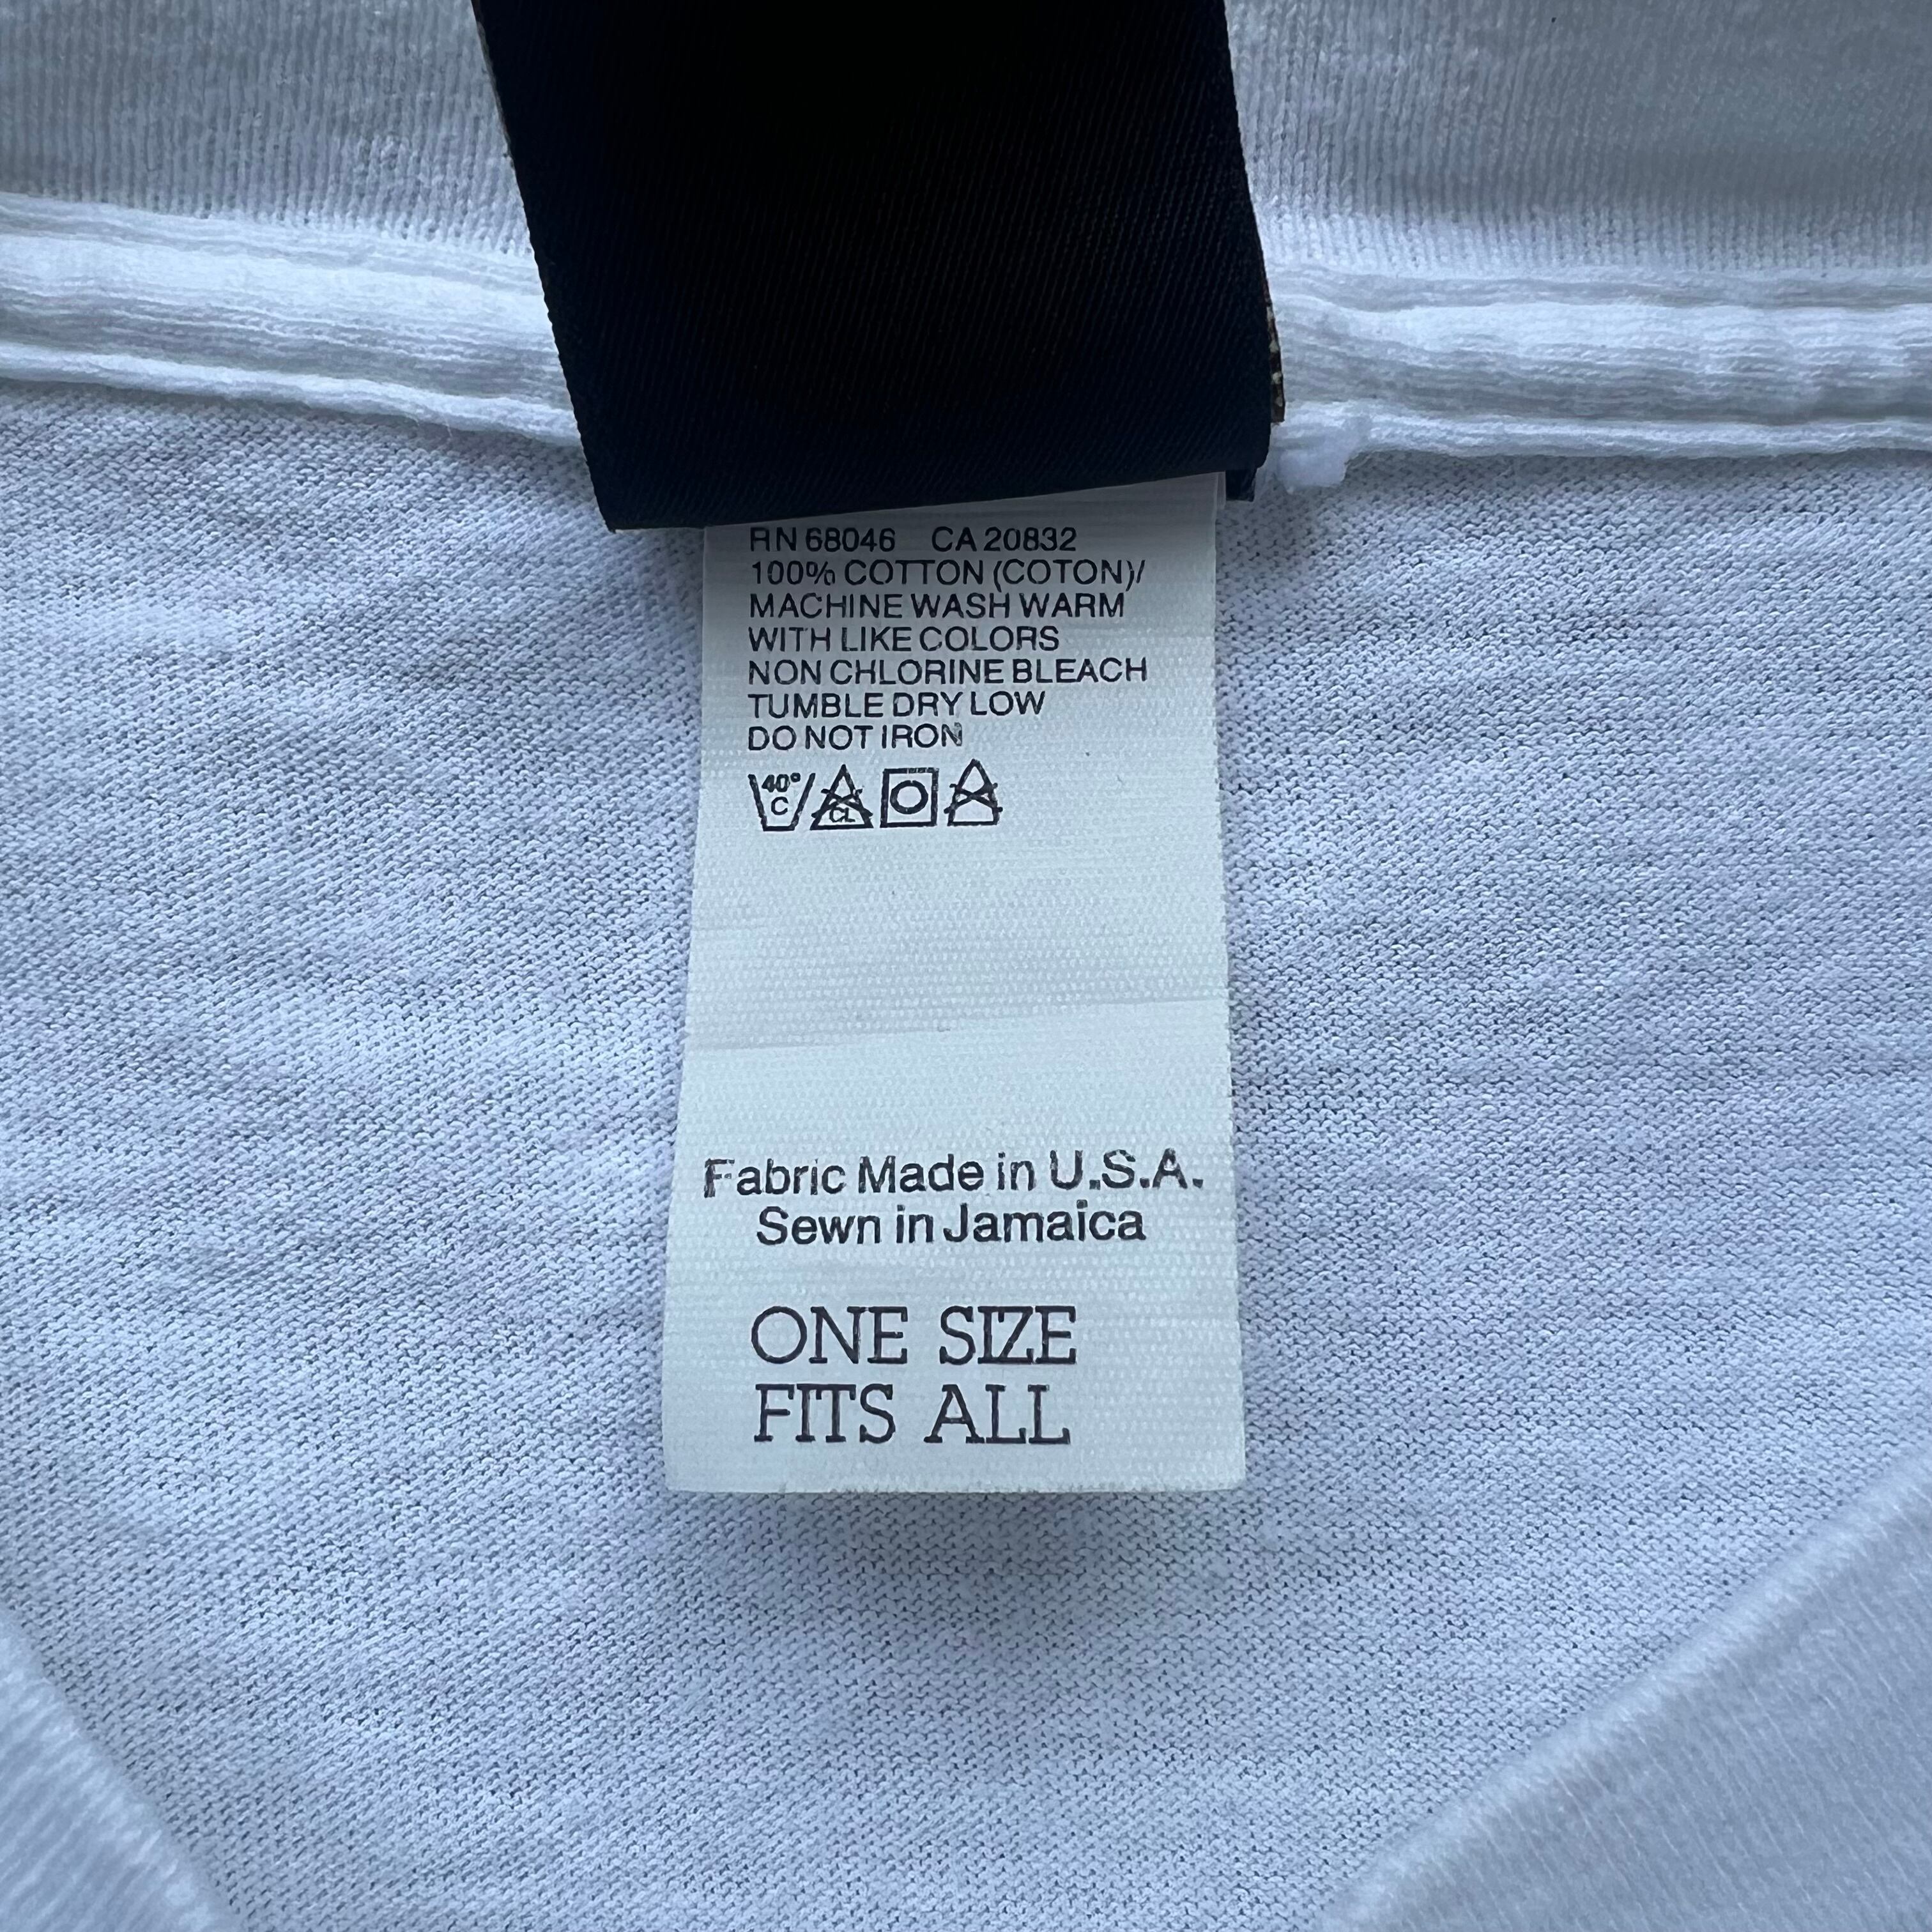 RN 68046 CA 20832
100% COTTON (COTON)/
MACHINE WASH WARM
WITH LIKE COLORS
NON CHLORINE BLEACH
TUMBLE DRY LOW
DO NOT IRON
40° C CL
Fabric Made in U.S.A.
Sewn in Jamaica
ONE SIZE
FITS ALL